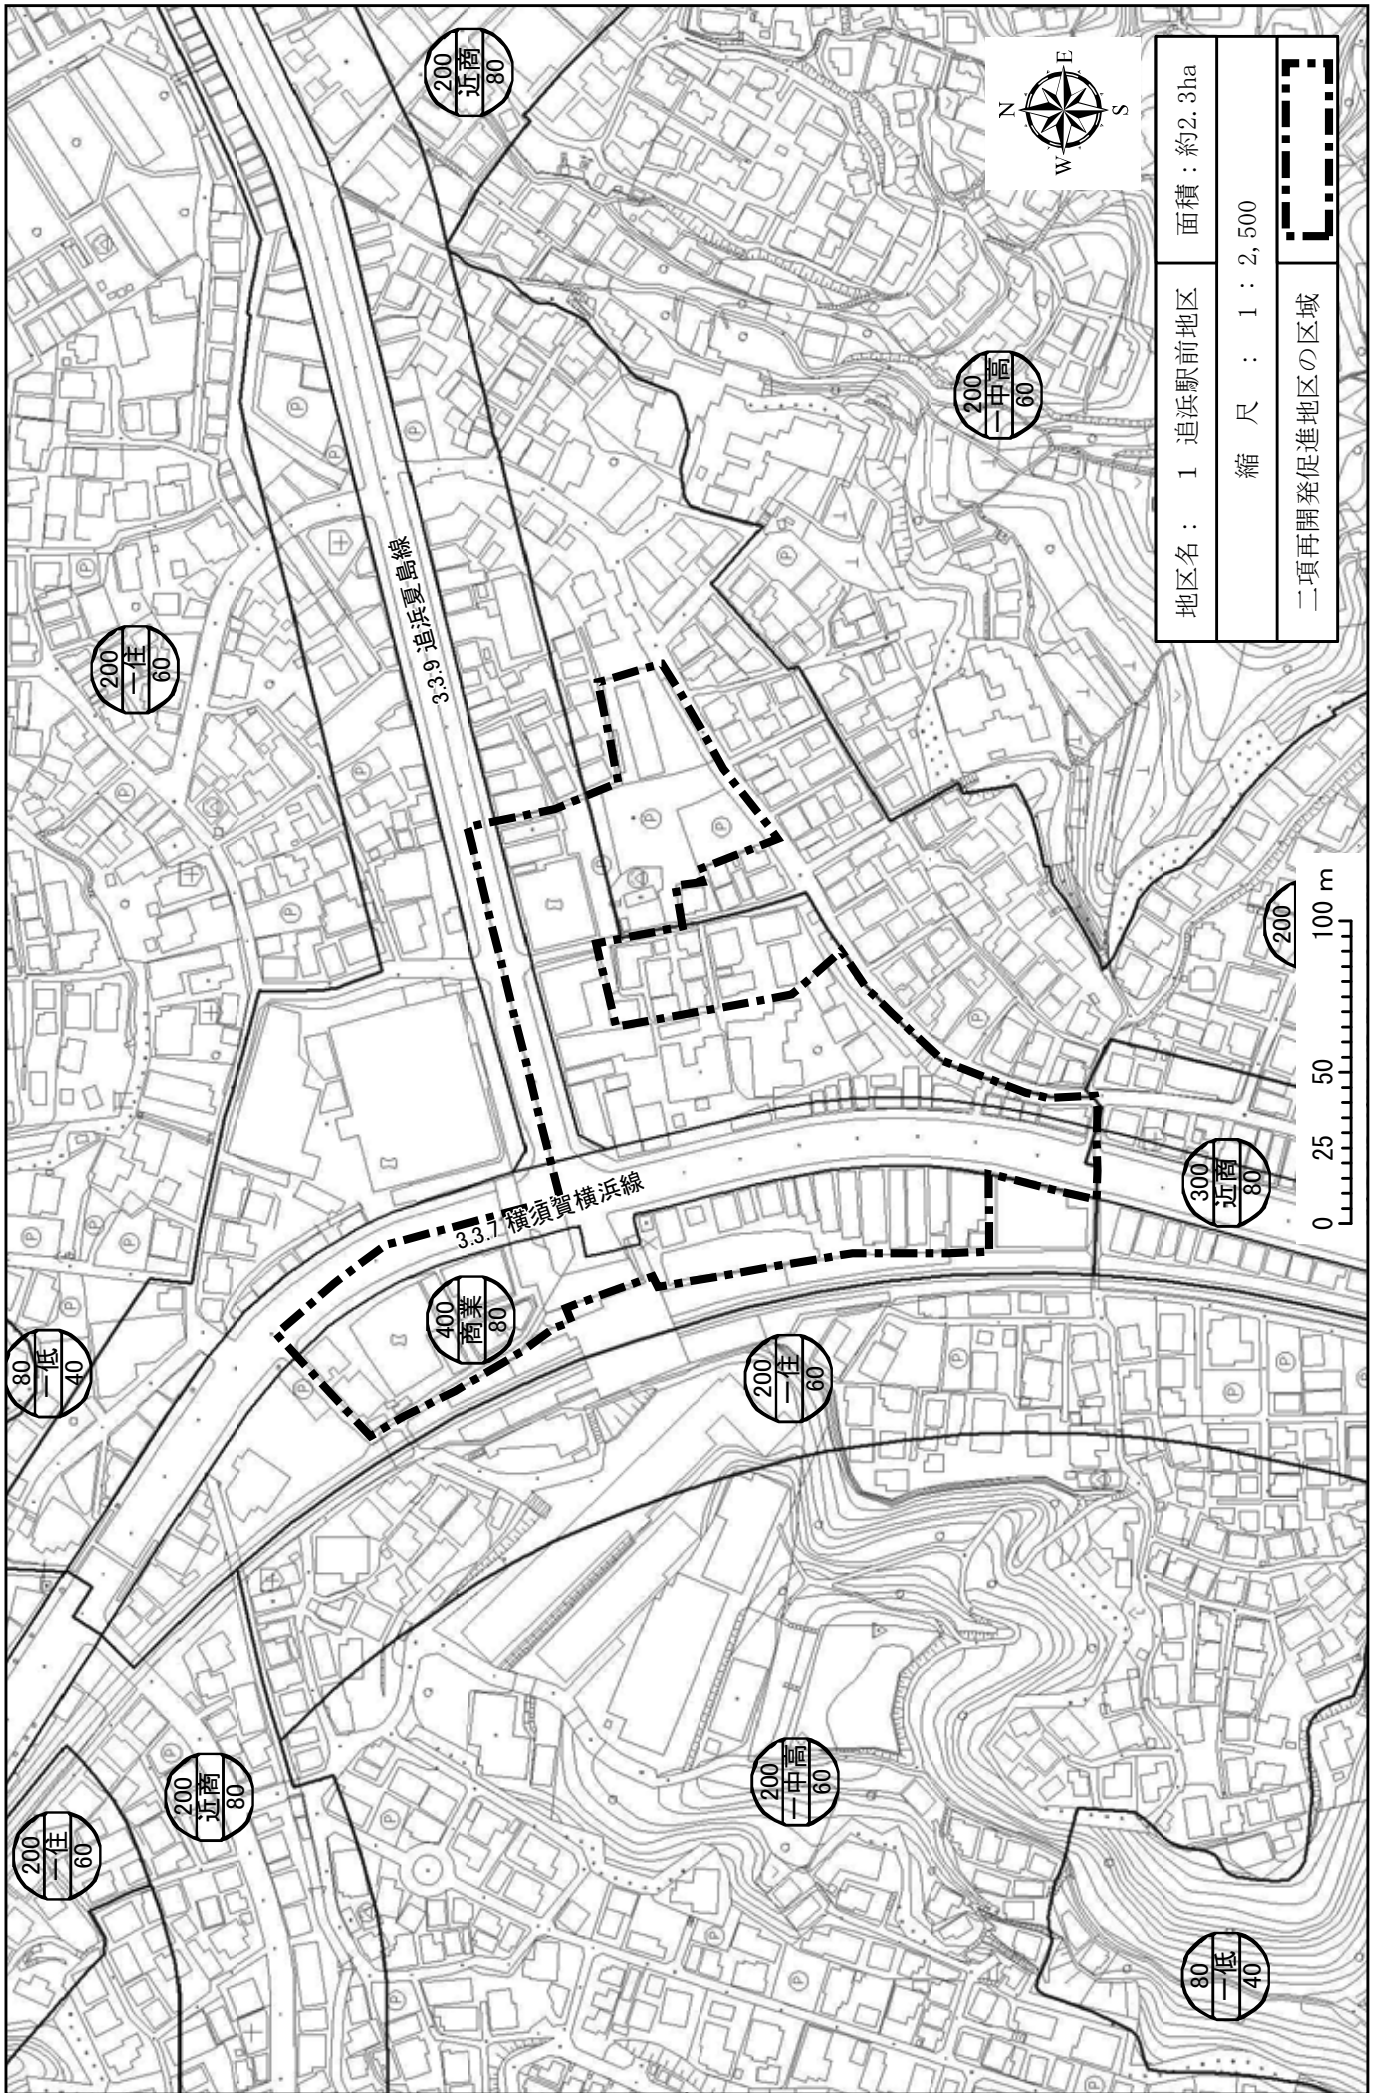 地区名： 1 追浜駅前地区
面積：約2.3ha
縮 尺 ： 1：2,500
二項再開発促進地区の区域
N
E
S
W
3.3.9 追浜夏島線
3.3.7 横須賀横浜線
200
近商
80
200
一住
60
200
一中高
60
80
一低
40
400
商業
80
200
一住
60
300
近商
80
200
200
一住
60
200
近商
80
200
一中高
60
80
一低
40
0 25 50 100 m